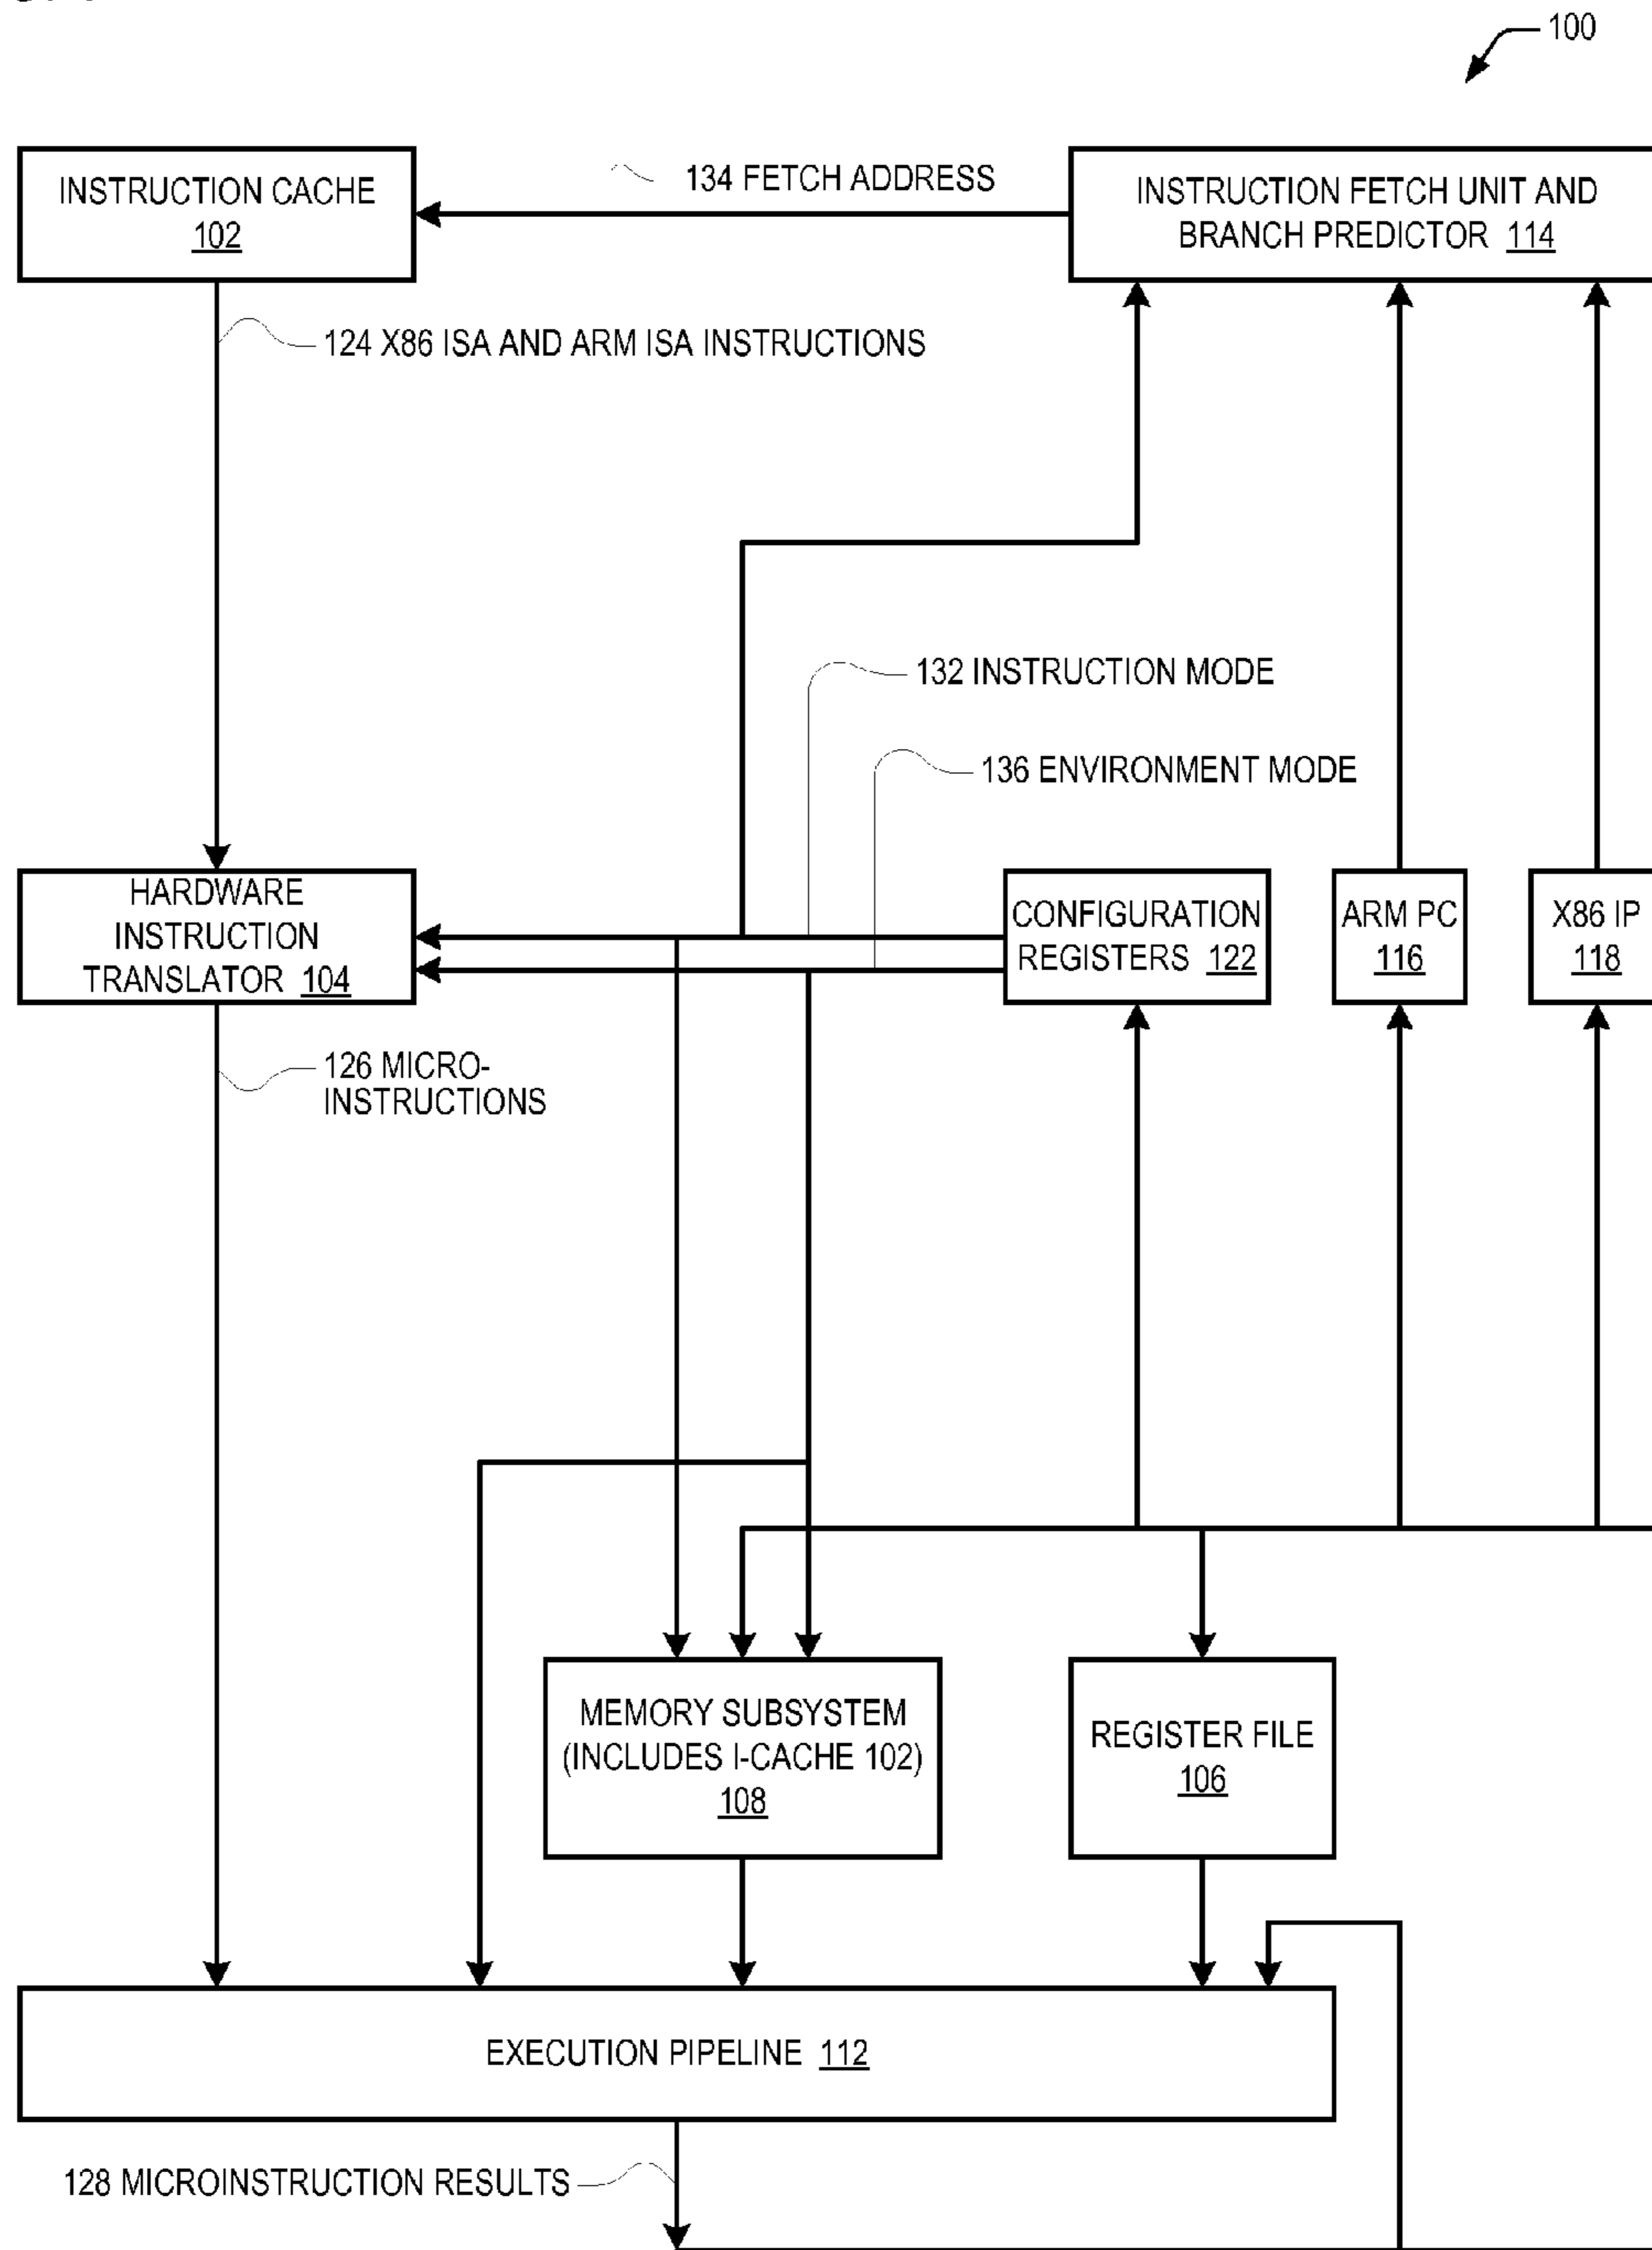 100
INSTRUCTION CACHE
102
134 FETCH ADDRESS
INSTRUCTION FETCH UNIT AND
BRANCH PREDICTOR 114
124 X86 ISA AND ARM ISA INSTRUCTIONS
132 INSTRUCTION MODE
136 ENVIRONMENT MODE
HARDWARE
INSTRUCTION
TRANSLATOR 104
CONFIGURATION
REGISTERS 122
ARM PC
116
X86 IP
118
126 MICRO-
INSTRUCTIONS
MEMORY SUBSYSTEM
(INCLUDES I-CACHE 102)
108
REGISTER FILE
106
EXECUTION PIPELINE 112
128 MICROINSTRUCTION RESULTS